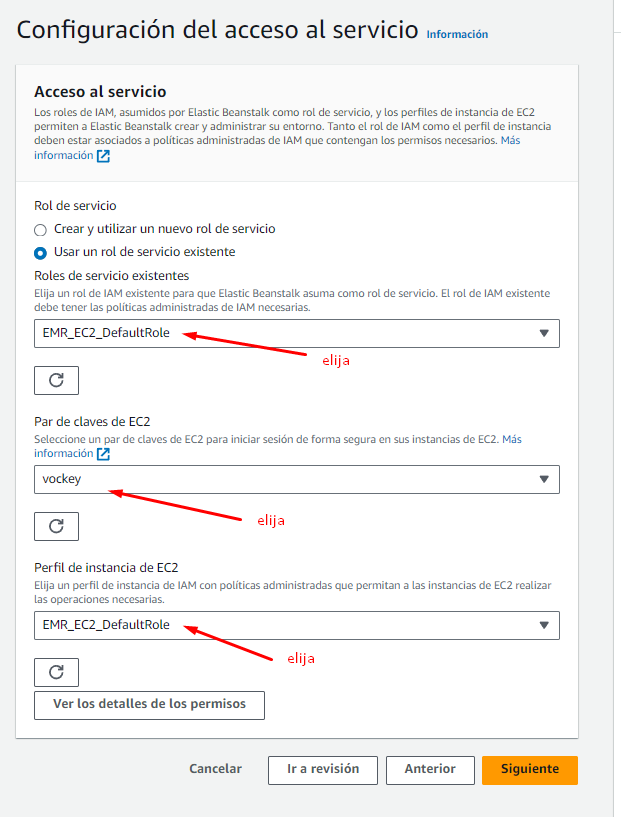 Configuración del acceso al servicio Información
Acceso al servicio
Los roles de IAM, asumidos por Elastic Beanstalk como rol de servicio, y los perfiles de instancia de EC2
permiten a Elastic Beanstalk crear y administrar su entorno. Tanto el rol de IAM como el perfil de instancia
deben estar asociados a políticas administradas de IAM que contengan los permisos necesarios. Más
información
Rol de servicio
Crear y utilizar un nuevo rol de servicio
Usar un rol de servicio existente
Roles de servicio existentes
Elija un rol de IAM existente para que Elastic Beanstalk asuma como rol de servicio. El rol de IAM existente
debe tener las políticas administradas de IAM necesarias.
EMR_EC2_DefaultRole
elija
Par de claves de EC2
Seleccione un par de claves de EC2 para iniciar sesión de forma segura en sus instancias de EC2. Más
información
vockey
elija
Perfil de instancia de EC2
Elija un perfil de instancia de IAM con políticas administradas que permitan a las instancias de EC2 realizar
las operaciones necesarias.
EMR_EC2_DefaultRole
elija
Ver los detalles de los permisos
Cancelar
Ir a revisión
Anterior
Siguiente